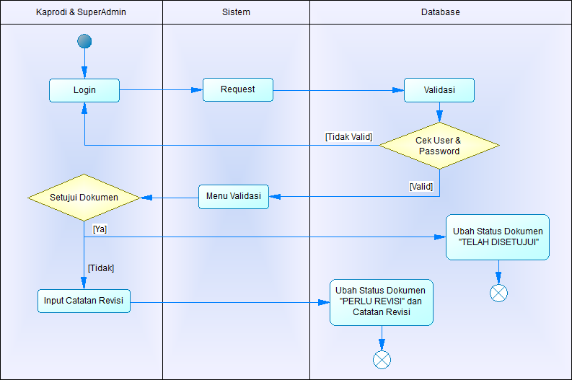 Kaprodi & SuperAdmin
Sistem
Database
Login
Request
Validasi
[Tidak Valid]
Cek User &
Password
[Valid]
Setujui Dokumen
Menu Validasi
[Ya]
Ubah Status Dokumen
"TELAH DISETUJUI"
[Tidak]
Input Catatan Revisi
Ubah Status Dokumen
"PERLU REVISI" dan
Catatan Revisi